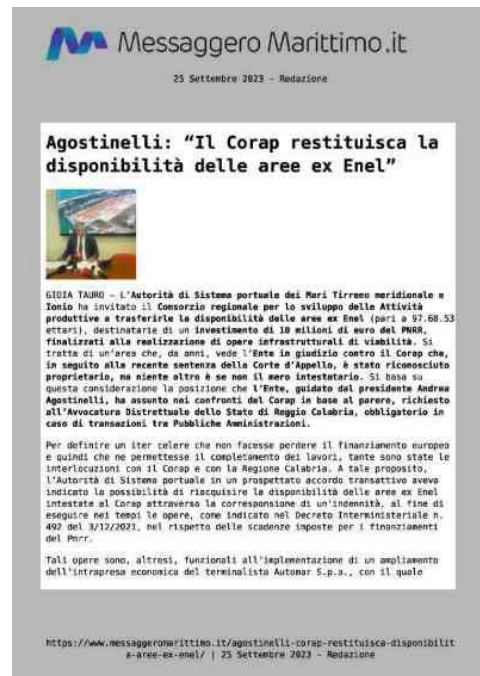 Messaggero Marittimo.it
25 Settembre 2023 - Redazione
Agostinelli: “Il Corap restituisca la
disponibilità delle aree ex Enel”
GIOIA TAURO – L'Autorità di Sistema portuale dei Mari Tirreno meridionale e
Ionio ha invitato il Consorzio regionale per lo sviluppo delle Attività
produttive a trasferirle la disponibilità delle aree ex Enel (pari a 97.68.53
ettari), destinatarie di un investimento di 10 milioni di euro del PNRR,
finalizzati alla realizzazione di opere infrastrutturali di viabilità. Si
tratta di un'area che, da anni, vede l'Ente in giudizio contro il Corap che,
in seguito alla recente sentenza della Corte d'Appello, è stato riconosciuto
proprietario, ma niente altro è se non il mero intestatario. Si basa su
questa considerazione la posizione che l'Ente, guidato dal presidente Andrea
Agostinelli, ha assunto nei confronti del Corap in base al parere, richiesto
all'Avvocatura Distrettuale dello Stato di Reggio Calabria, obbligatorio in
caso di transazioni tra Pubbliche Amministrazioni.
Per definire un iter celere che non facesse perdere il finanziamento europeo
e quindi che ne permettesse il completamento dei lavori, tante sono state le
interlocuzioni con il Corap e con la Regione Calabria. A tale proposito,
l'Autorità di Sistema portuale in un prospettato accordo transattivo aveva
indicato la possibilità di riacquisire la disponibilità delle aree ex Enel
intestate al Corap attraverso la corresponsione di un'indennità, al fine di
eseguire nei tempi le opere, come indicato nel Decreto Interministeriale n.
492 del 3/12/2021, nel rispetto delle scadenze imposte per i finanziamenti
del Pnrr.
Tali opere sono, altresì, funzionali all'implementazione di un ampliamento
dell'intrapresa economica del terminalista Automar S.p.a., con il quale
https://www.messaggeromarittimo.it/agostinelli-corap-restituisca-disponibilit
a-aree-ex-enel/ | 25 Settembre 2023 - Redazione